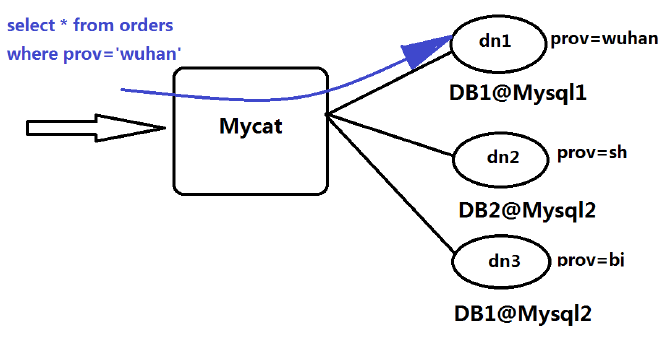 select * from orders
where prov='wuhan'
Mycat
dn1
prov=wuhan
DB1@Mysql1
dn2
prov=sh
DB2@Mysql2
dn3
prov=bi
DB1@Mysql2